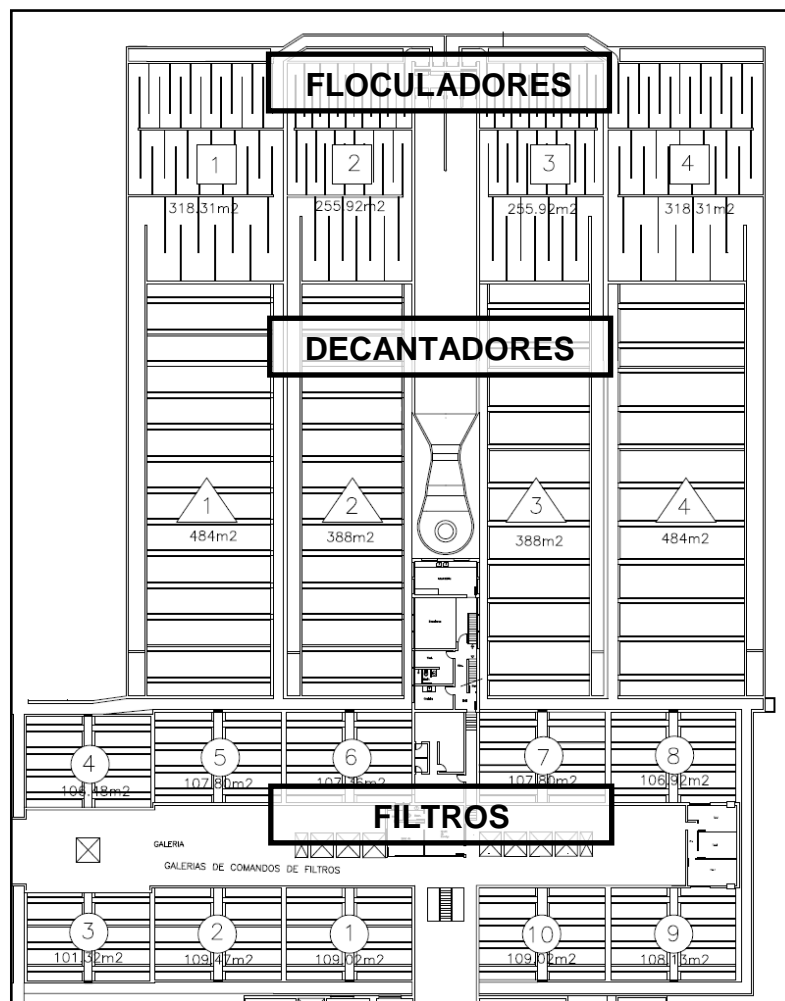 FLOCULADORES
1
2
3
4
318.31m2
255.92m2
255.92m2
318.31m2
DECANTADORES
1
2
3
4
484m2
388m2
388m2
484m2
4
5
6
7
8
106.48m2
107.80m2
107.80m2
106.92m2
FILTROS
GALERIA
GALERIAS DE COMANDOS DE FILTROS
3
2
1
10
9
101.32m2
109.47m2
109.02m2
109.02m2
108.13m2